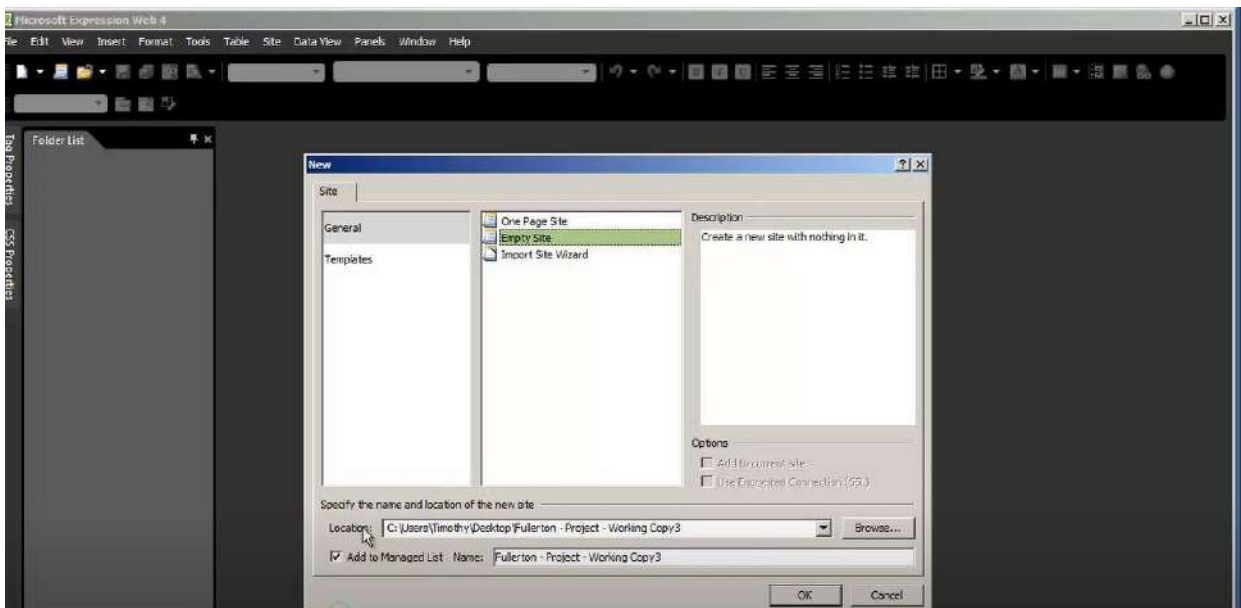 Microsoft Expression Web 4
File Edit View Insert Format Tools Table Site Data View Panels Window Help
Tag Properties
CSS Properties
Folder List
New
Site
General
Templates
One Page Site
Empty Site
Import Site Wizard
Description
Create a new site with nothing in it.
Options
Add to current site
Use Encrypted Connection (SSL)
Specify the name and location of the new site
Location: C:\Users\Timothy\Desktop\Fullerton - Project - Working Copy3 Browse...
Add to Managed List Name: Fullerton - Project - Working Copy3
OK Cancel